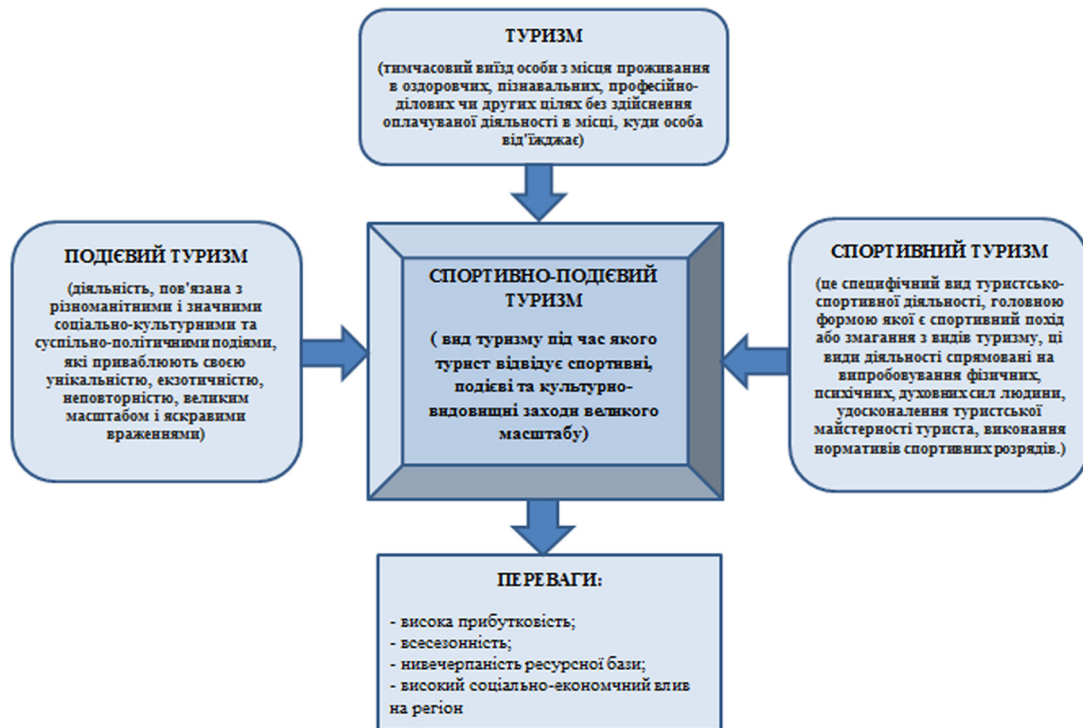 ТУРИЗМ
(тимчасовий виїзд особи з місця проживання
в оздоровчих, пізнавальних, професійно-
ділових чи других цілях без здійснення
оплачуваної діяльності в місці, куди особа
від'їжджає)
ПОДІЄВИЙ ТУРИЗМ
(діяльність, пов'язана з
різноманітними і значними
соціально-культурними та
суспільно-політичними подіями,
які приваблюють своєю
унікальністю, екзотичністю,
неповторністю, великим
масштабом і яскравими
враженнями)
СПОРТИВНО-ПОДІЄВИЙ
ТУРИЗМ
( вид туризму під час якого
турист відвідує спортивні,
подієві та культурно-
видовищні заходи великого
масштабу)
СПОРТИВНИЙ ТУРИЗМ
(це специфічний вид туристсько-
спортивної діяльності, головною
формою якої є спортивний похід
або змагання з видів туризму, ці
види діяльності спрямовані на
випробовування фізичних,
психічних, духовних сил людини,
удосконалення туристської
майстерності туриста, виконання
нормативів спортивних розрядів.)
ПЕРЕВАГИ:
- висока прибутковість;
- всесезонність;
- нивечерпаність ресурсної бази;
- високий соціально-економчний влив
на регіон